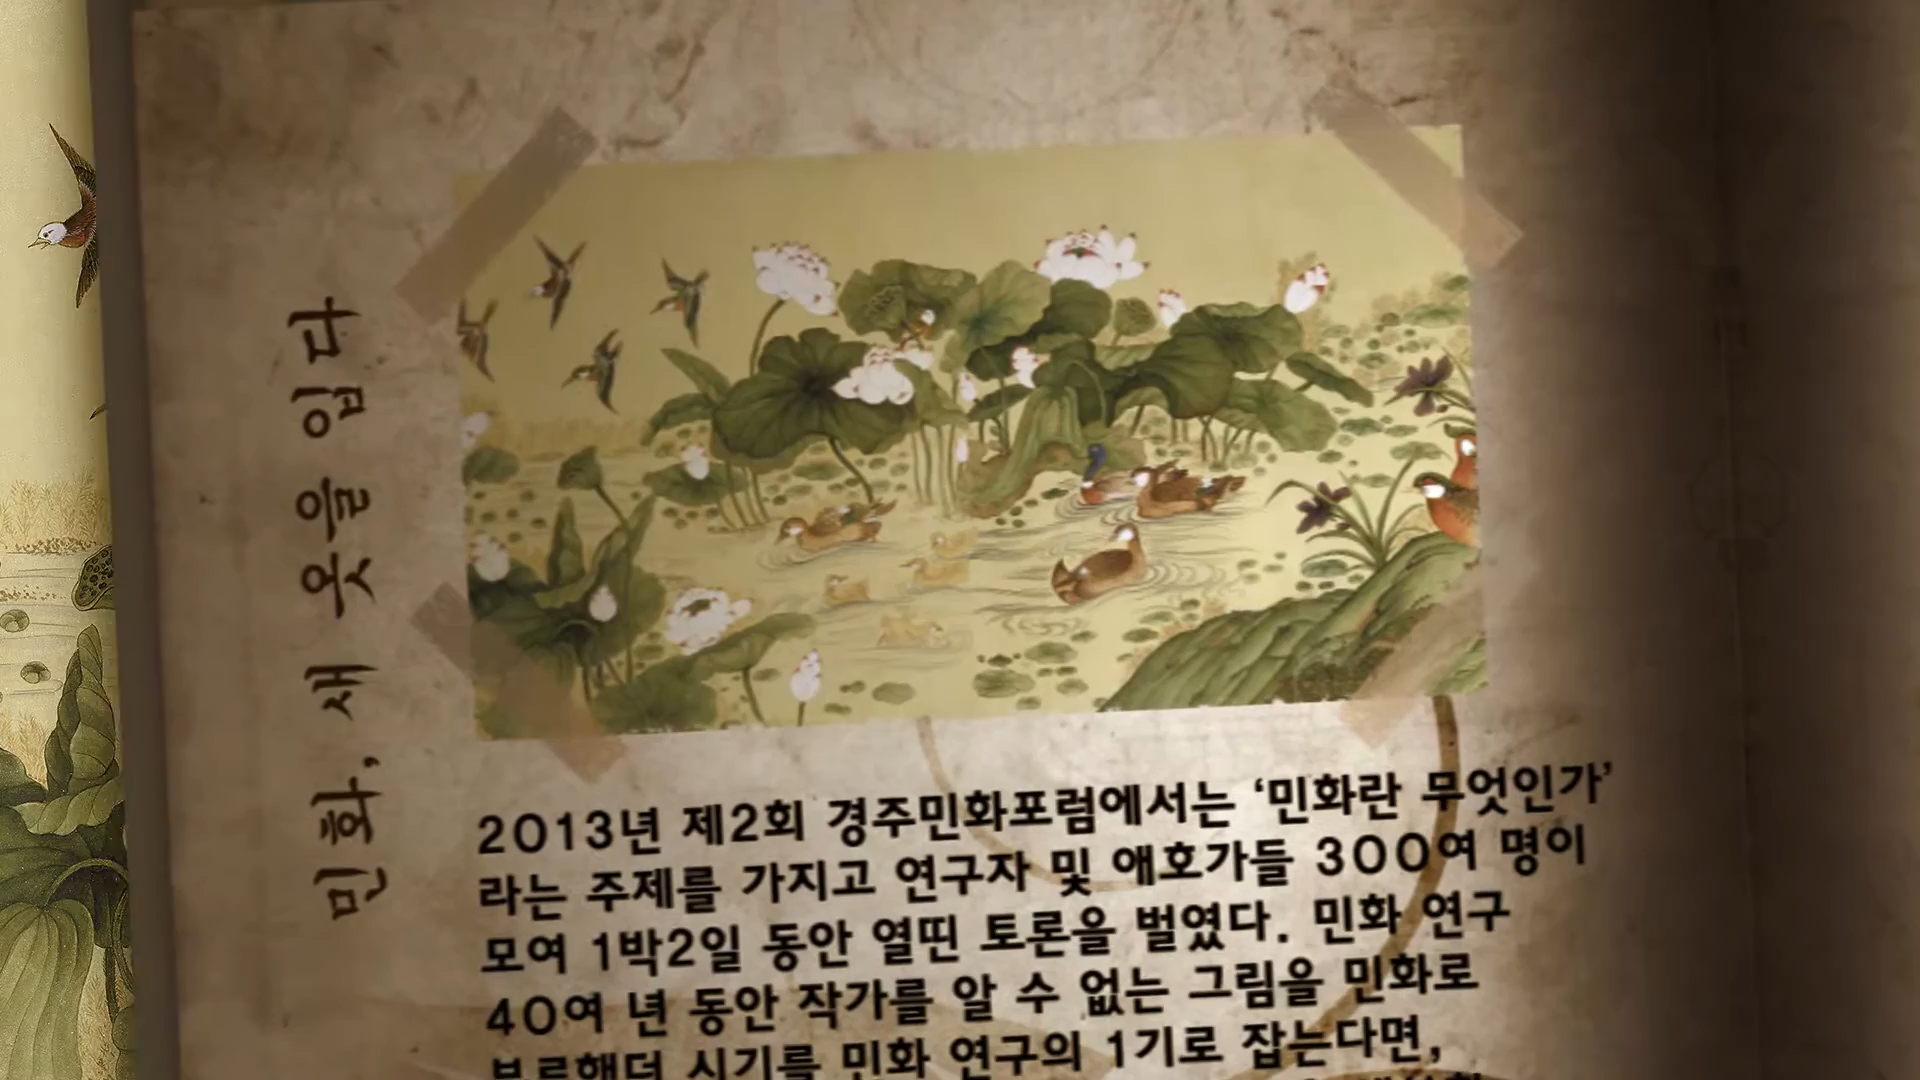 민화, 새 옷을 입다
2013년 제2회 경주민화포럼에서는 ‘민화란 무엇인가’
라는 주제를 가지고 연구자 및 애호가들 300여 명이
모여 1박2일 동안 열띤 토론을 벌였다. 민화 연구
40여 년 동안 작가를 알 수 없는 그림을 민화로
분류했던 시기를 민화 연구의 1기로 잡는다면,